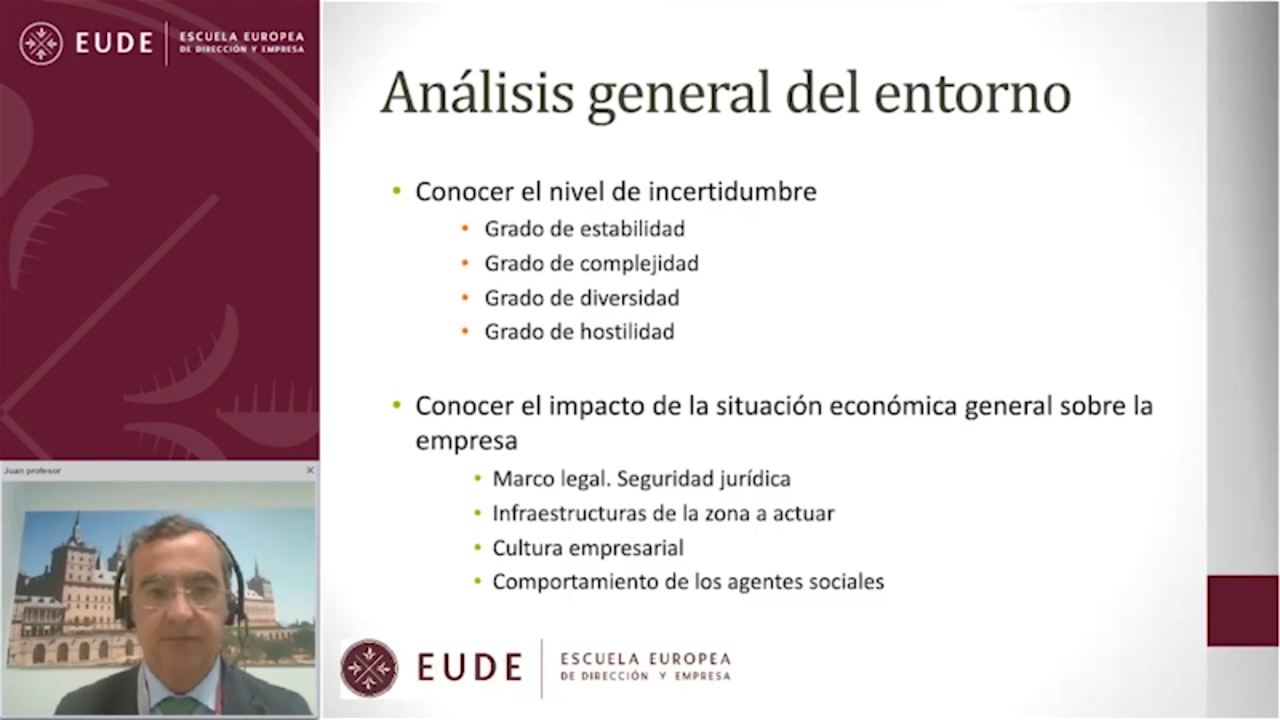 EUDE
ESCUELA EUROPEA
DE DIRECCIÓN Y EMPRESA
Análisis general del entorno
• Conocer el nivel de incertidumbre
• Grado de estabilidad
• Grado de complejidad
• Grado de diversidad
• Grado de hostilidad
• Conocer el impacto de la situación económica general sobre la
empresa
• Marco legal. Seguridad jurídica
• Infraestructuras de la zona a actuar
• Cultura empresarial
• Comportamiento de los agentes sociales
Juan profesor
EUDE
ESCUELA EUROPEA
DE DIRECCIÓN Y EMPRESA